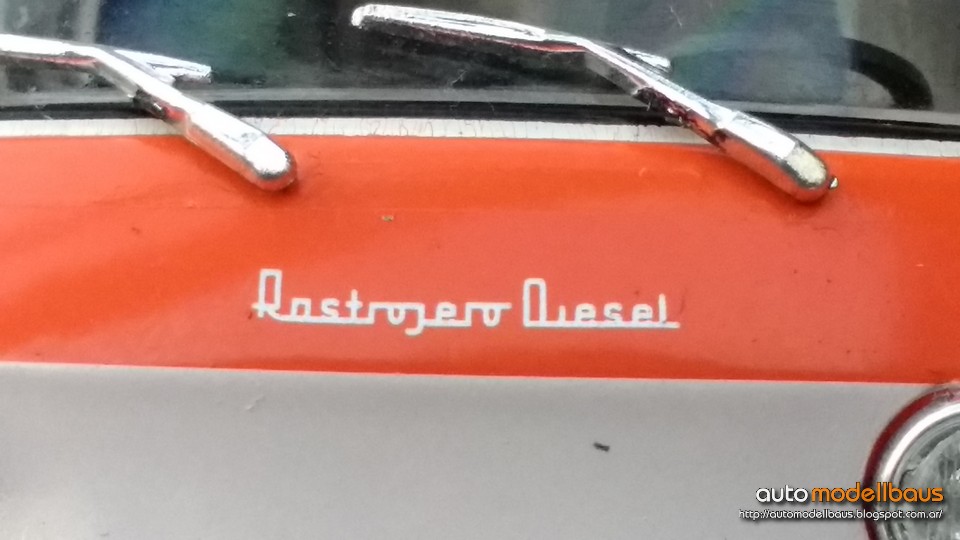 Rastrojero Diesel
auto modellbaus
http://automodellbaus.blogspot.com.ar/